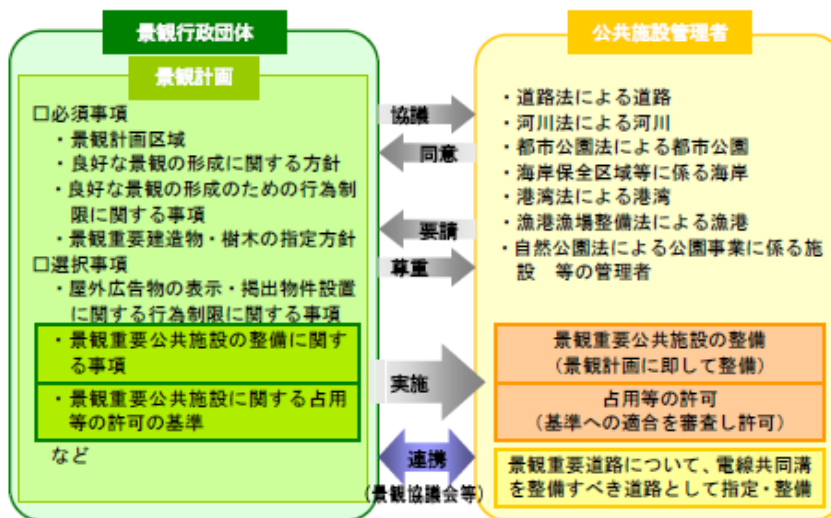 景観行政団体
景観計画
□必須事項
・景観計画区域
・良好な景観の形成に関する方針
・良好な景観の形成のための行為制
限に関する事項
・景観重要建造物・樹木の指定方針
□選択事項
・屋外広告物の表示・掲出物件設置
に関する行為制限に関する事項
・景観重要公共施設の整備に関す
る事項
・景観重要公共施設に関する占用
等の許可の基準
など
協議
同意
要請
尊重
実施
連携
(景観協議会等)
公共施設管理者
・道路法による道路
・河川法による河川
・都市公園法による都市公園
・海岸保全区域等に係る海岸
・港湾法による港湾
・漁港漁場整備法による漁港
・自然公園法による公園事業に係る施
設　等の管理者
景観重要公共施設の整備
(景観計画に即して整備)
占用等の許可
(基準への適合を審査し許可)
景観重要道路について、電線共同溝
を整備すべき道路として指定・整備